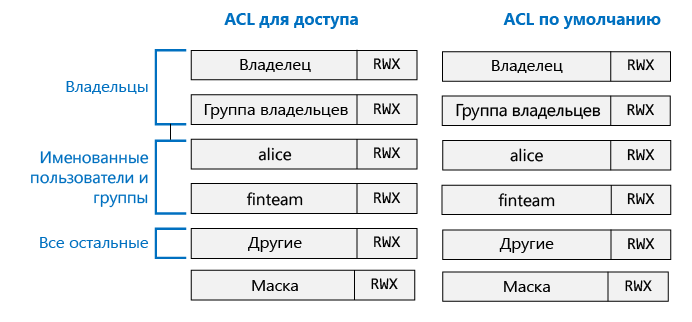 ACL для доступа
ACL по умолчанию
Владельцы
Владелец RWX
Владелец RWX
Группа владельцев RWX
Группа владельцев RWX
Именованные
пользователи и
группы
alice RWX
alice RWX
finteam RWX
finteam RWX
Все остальные
Другие RWX
Другие RWX
Маска RWX
Маска RWX